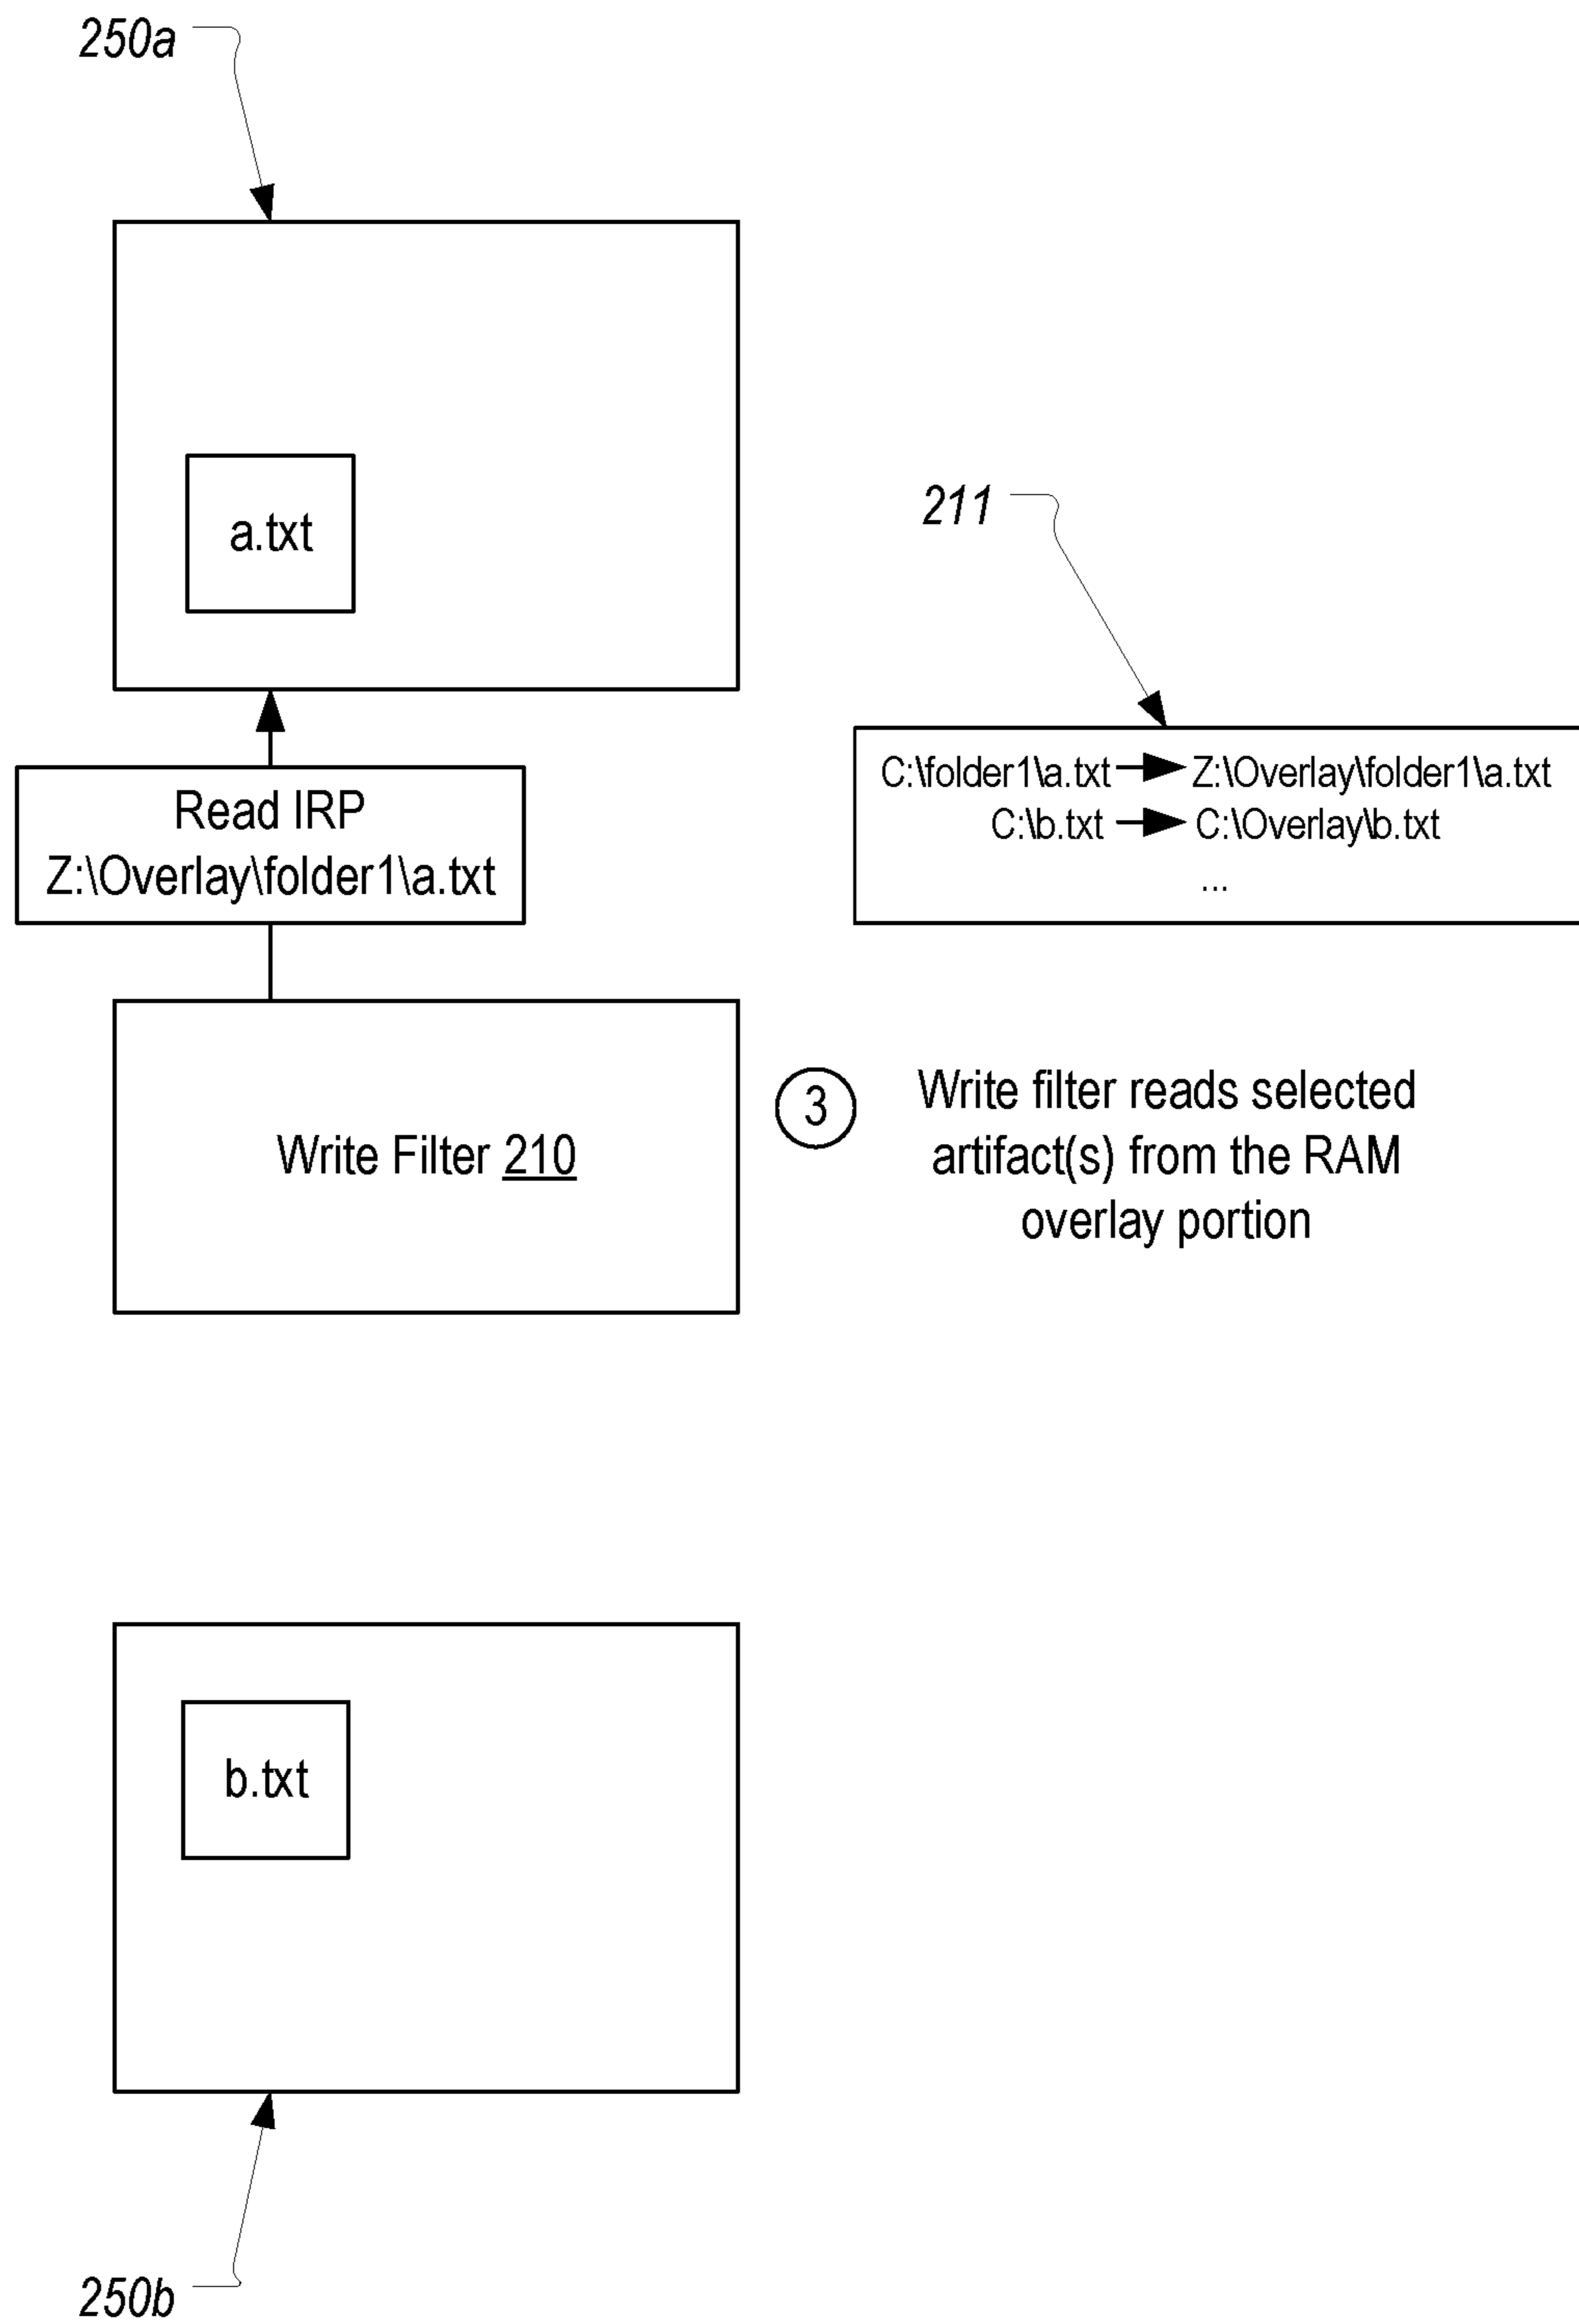 250a
a.txt
211
C:\folder1\a.txt Z:\Overlay\folder1\a.txt
C:\b.txt C:\Overlay\b.txt
...
Read IRP
Z:\Overlay\folder1\a.txt
Write Filter 210
3
Write filter reads selected
artifact(s) from the RAM
overlay portion
b.txt
250b